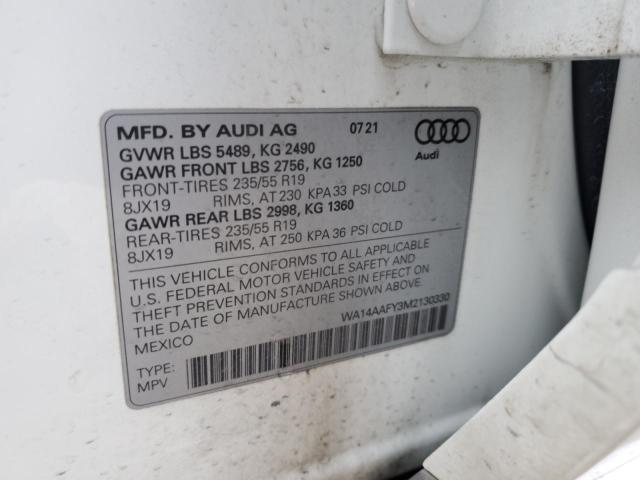 MFD. BY AUDI AG 07 21
Audi
GVWR LBS 5489, KG 2490
GAWR FRONT LBS 2756, KG 1250
FRONT-TIRES 235/55 R19
8JX19 RIMS, AT 230 KPA 33 PSI COLD
GAWR REAR LBS 2998, KG 1360
REAR-TIRES 235/55 R19
8JX19 RIMS, AT 250 KPA 36 PSI COLD
THIS VEHICLE CONFORMS TO ALL APPLICABLE
U.S. FEDERAL MOTOR VEHICLE SAFETY AND
THEFT PREVENTION STANDARDS IN EFFECT ON
THE DATE OF MANUFACTURE SHOWN ABOVE.
MEXICO WA14AAFY3M2130330
TYPE:
MPV